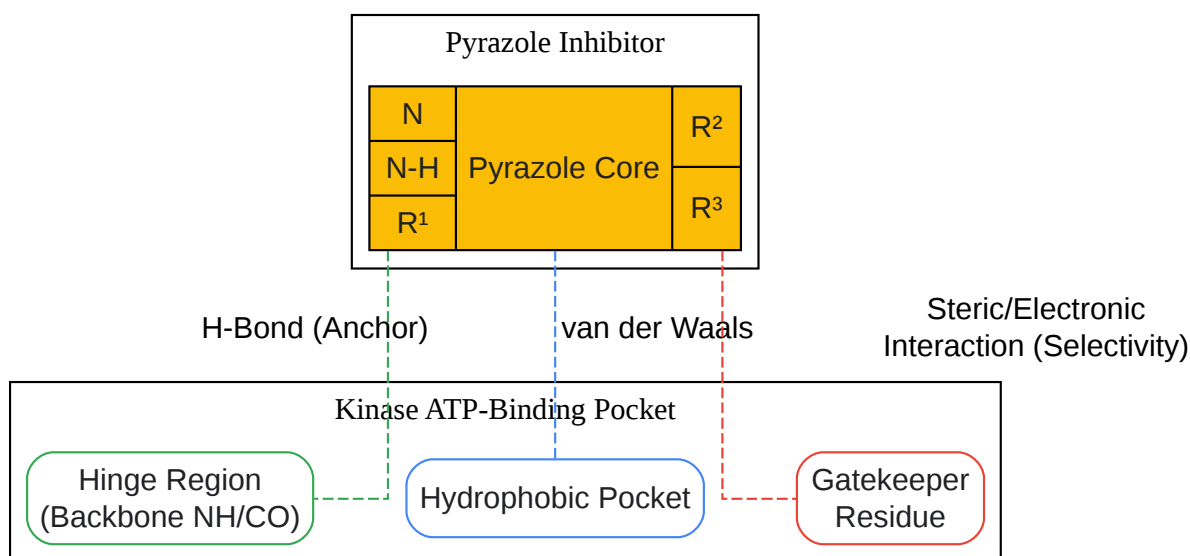 Pyrazole Inhibitor
N
N-H
R¹
Pyrazole Core
R²
R³
H-Bond (Anchor)
van der Waals
Steric/Electronic
Interaction (Selectivity)
Kinase ATP-Binding Pocket
Hinge Region
(Backbone NH/CO)
Hydrophobic Pocket
Gatekeeper
Residue